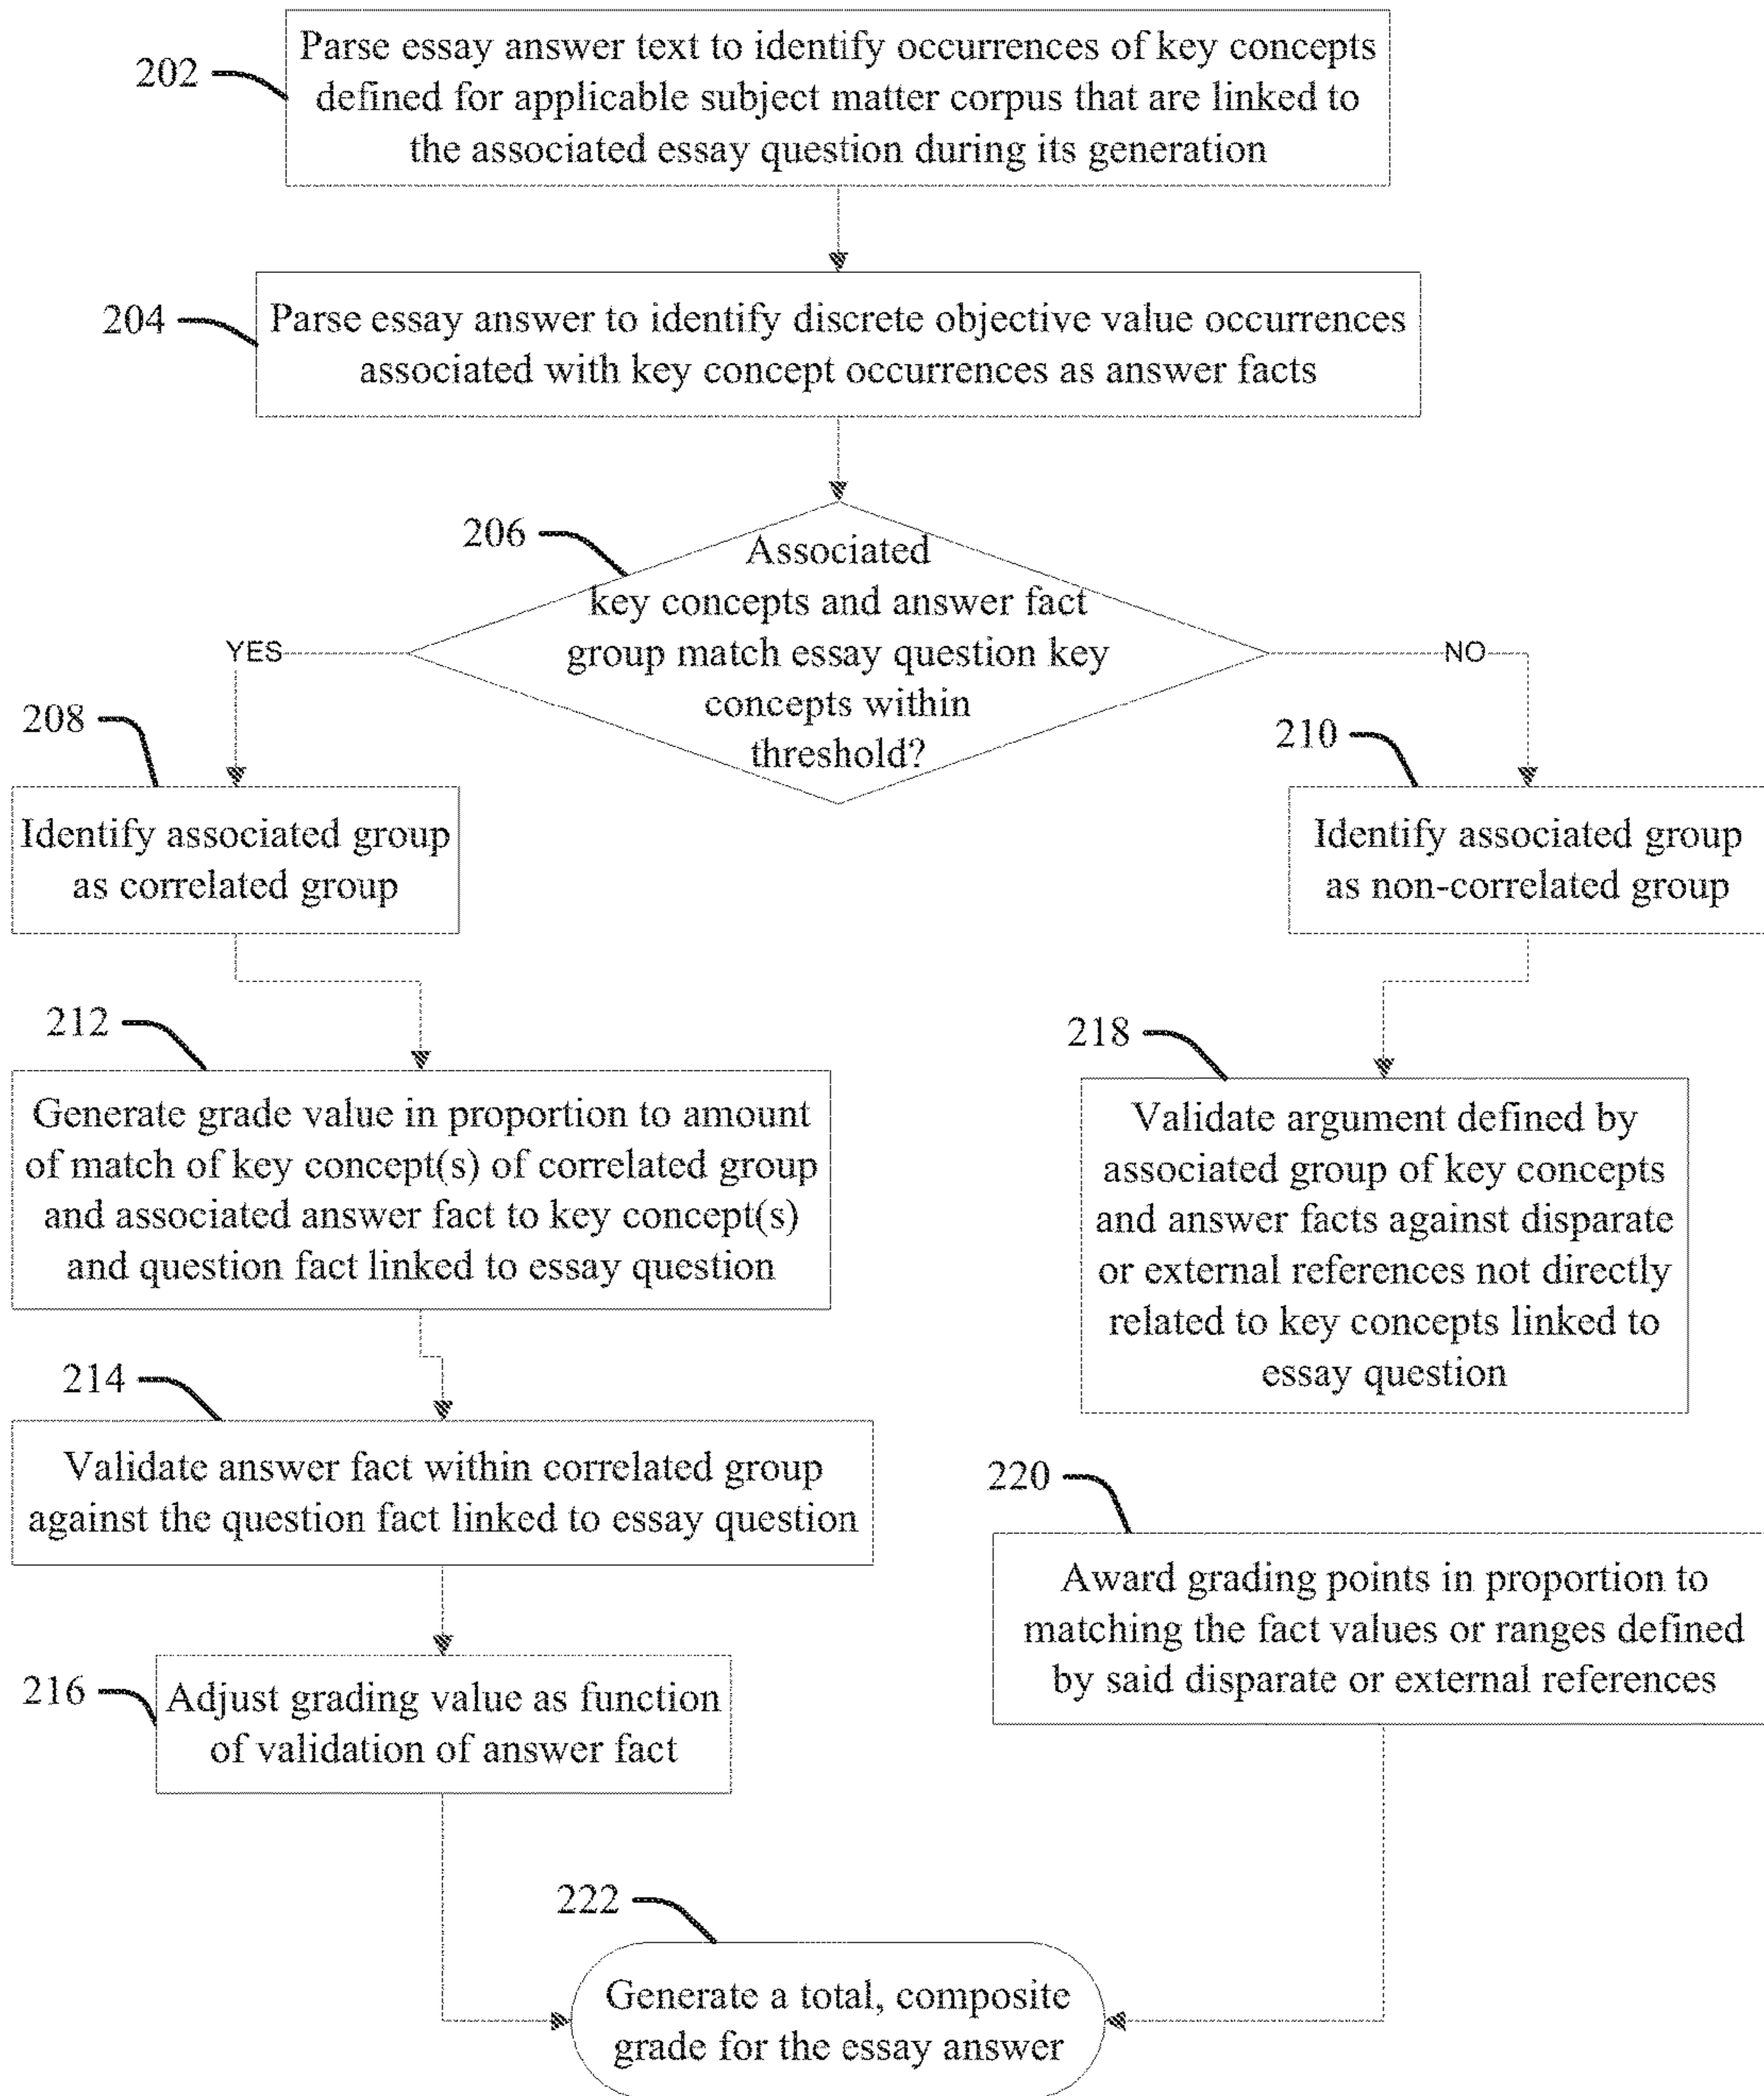 202
Parse essay answer text to identify occurrences of key concepts
defined for applicable subject matter corpus that are linked to
the associated essay question during its generation
204
Parse essay answer to identify discrete objective value occurrences
associated with key concept occurrences as answer facts
206
Associated
key concepts and answer fact
group match essay question key
concepts within
threshold?
YES
NO
208
Identify associated group
as correlated group
210
Identify associated group
as non-correlated group
212
Generate grade value in proportion to amount
of match of key concept(s) of correlated group
and associated answer fact to key concept(s)
and question fact linked to essay question
218
Validate argument defined by
associated group of key concepts
and answer facts against disparate
or external references not directly
related to key concepts linked to
essay question
214
Validate answer fact within correlated group
against the question fact linked to essay question
220
Award grading points in proportion to
matching the fact values or ranges defined
by said disparate or external references
216
Adjust grading value as function
of validation of answer fact
222
Generate a total, composite
grade for the essay answer